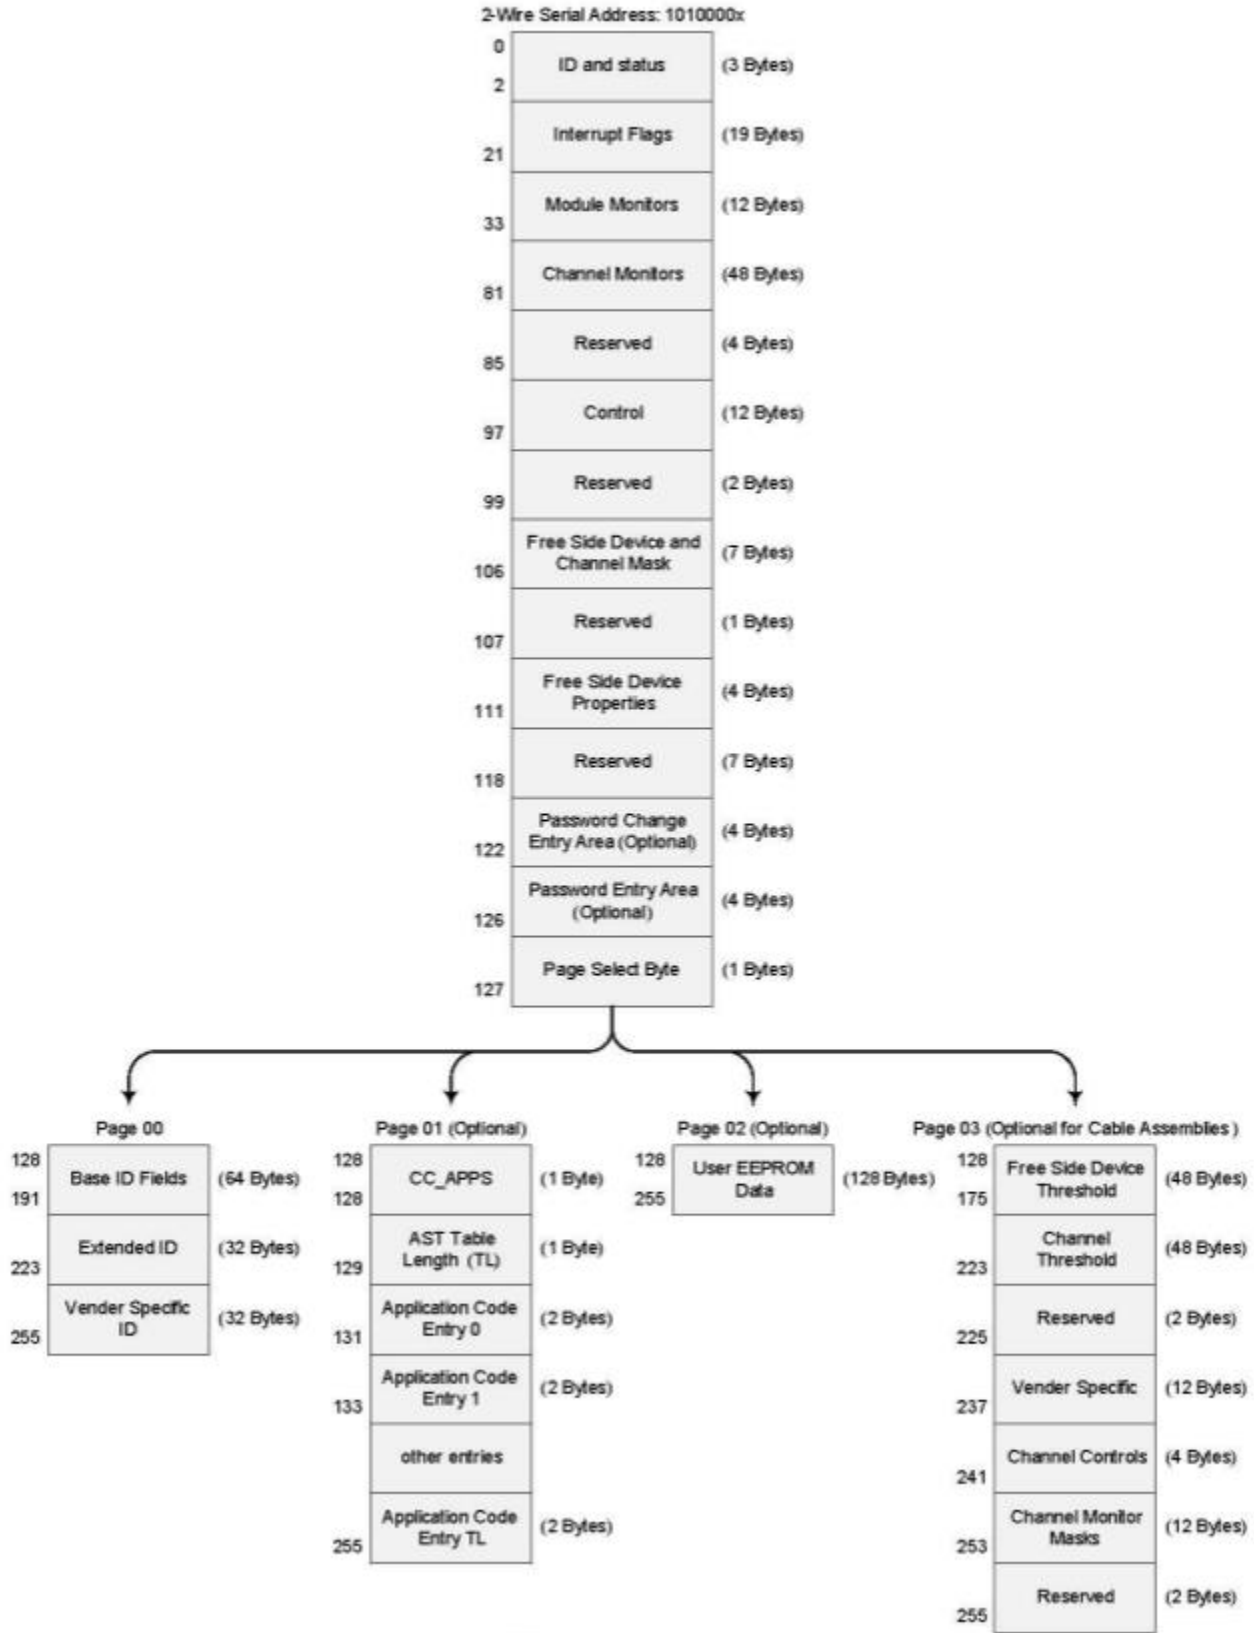 2-Wire Serial Address: 1010000x
0
ID and status
(3 Bytes)
2
Interrupt Flags
(19 Bytes)
21
Module Monitors
(12 Bytes)
33
Channel Monitors
(48 Bytes)
81
Reserved
(4 Bytes)
85
Control
(12 Bytes)
97
Reserved
(2 Bytes)
99
Free Side Device and
Channel Mask
(7 Bytes)
106
Reserved
(1 Bytes)
107
Free Side Device
Properties
(4 Bytes)
111
Reserved
(7 Bytes)
118
Password Change
Entry Area (Optional)
(4 Bytes)
122
Password Entry Area
(Optional)
(4 Bytes)
126
Page Select Byte
(1 Bytes)
127
Page 00
128
Base ID Fields
(64 Bytes)
191
Extended ID
(32 Bytes)
223
Vender Specific
ID
(32 Bytes)
255
Page 01 (Optional)
128
CC_APPS
(1 Byte)
128
AST Table
Length (TL)
(1 Byte)
129
Application Code
Entry 0
(2 Bytes)
131
Application Code
Entry 1
(2 Bytes)
133
other entries
Application Code
Entry TL
(2 Bytes)
255
Page 02 (Optional)
128
User EEPROM
Data
(128 Bytes)
255
Page 03 (Optional for Cable Assemblies )
128
Free Side Device
Threshold
(48 Bytes)
175
Channel
Threshold
(48 Bytes)
223
Reserved
(2 Bytes)
225
Vender Specific
(12 Bytes)
237
Channel Controls
(4 Bytes)
241
Channel Monitor
Masks
(12 Bytes)
253
Reserved
(2 Bytes)
255